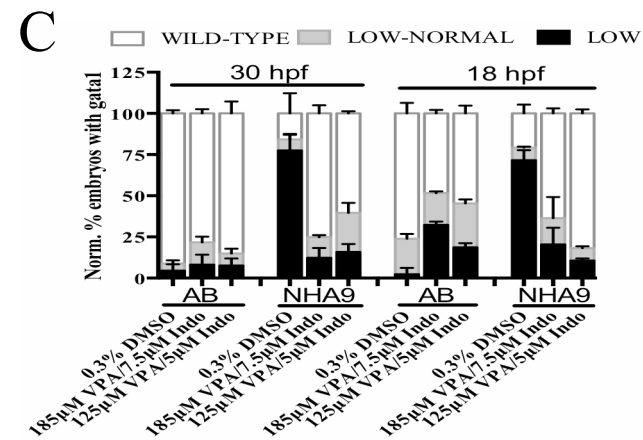 C
WILD-TYPE LOW-NORMAL LOW
Norm. % embryos with gataI
125
100
75
50
25
0
30 hpf
18 hpf
AB NHA9 AB NHA9
0.3% DMSO
185µM VPA/7.5µM Indo
125µM VPA/5µM Indo
0.3% DMSO
185µM VPA/7.5µM Indo
125µM VPA/5µM Indo
0.3% DMSO
185µM VPA/7.5µM Indo
125µM VPA/5µM Indo
0.3% DMSO
185µM VPA/7.5µM Indo
125µM VPA/5µM Indo